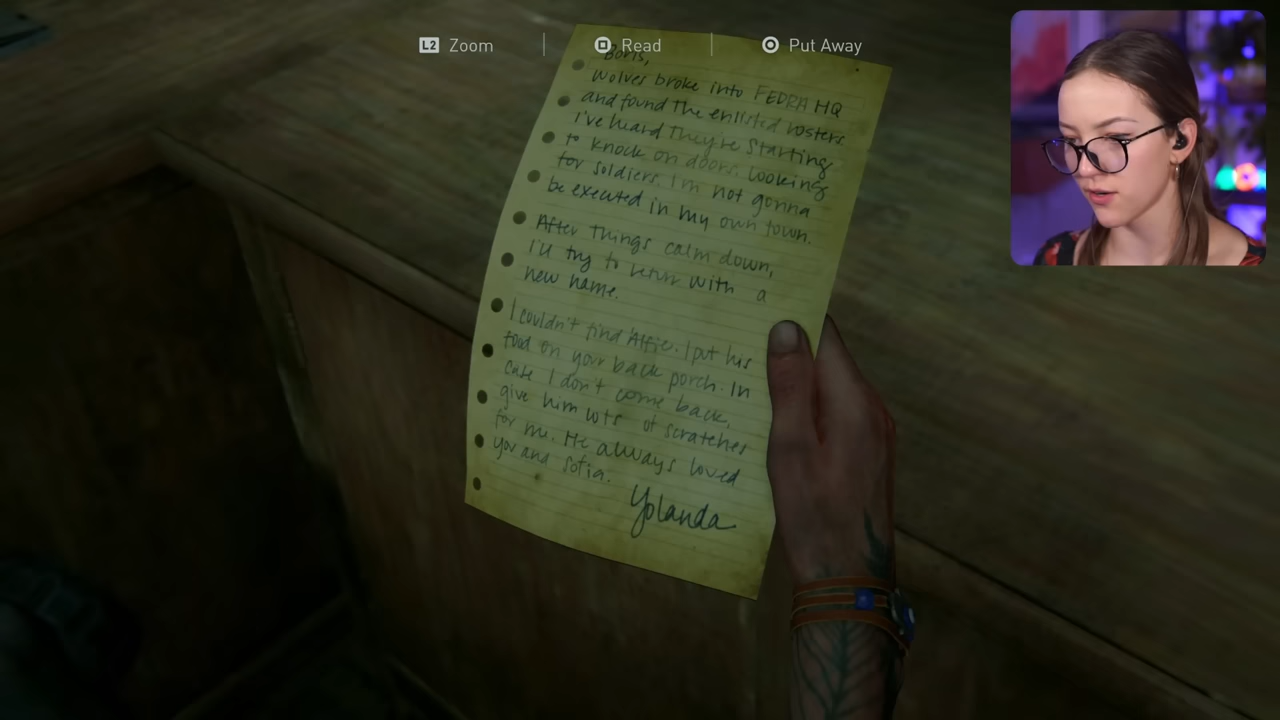 L2 Zoom
Read
Put Away
Boris,
Wolves broke into FEDRA HQ
and found the enlisted rosters
I've heard They're Starting
to knock on doors. Looking
for soldiers. I'm not gonna
be executed in my own town.
After Things calm down,
I'll try to return with a
new name.
I couldn't find Alfie. I put his
food on your back porch. In
case I don't come back,
give him lots of scratches
for me. He always loved
you and Sofia.
Yolanda